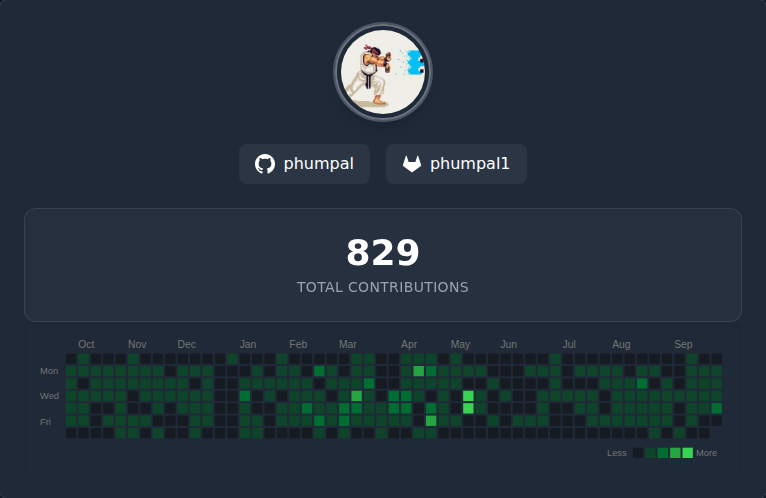 phumpal phumpal1
829
TOTAL CONTRIBUTIONS
Oct Nov Dec Jan Feb Mar Apr May Jun Jul Aug Sep
Mon
Wed
Fri
Less More